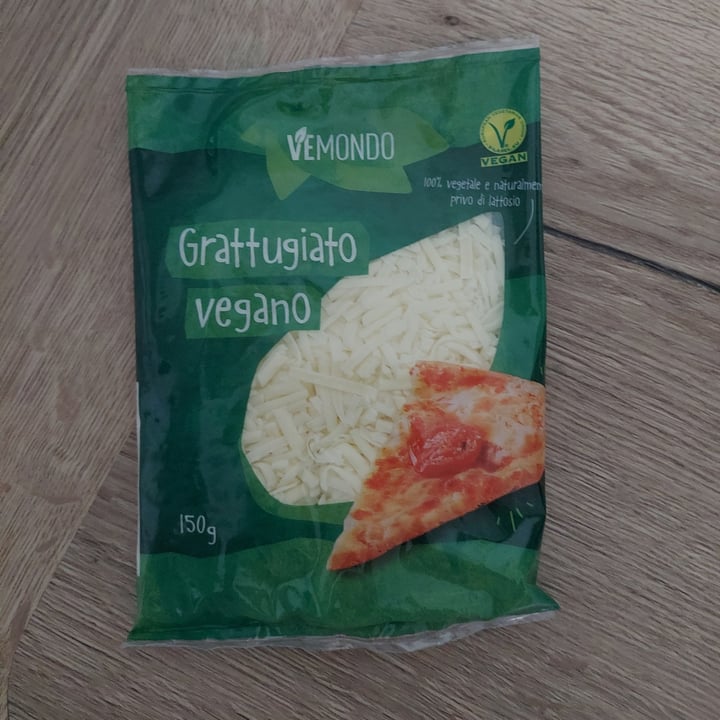 VEMONDO
VEGAN
100% vegetale e naturalmen
privo di lattosio
Grattugiato
vegano
150g